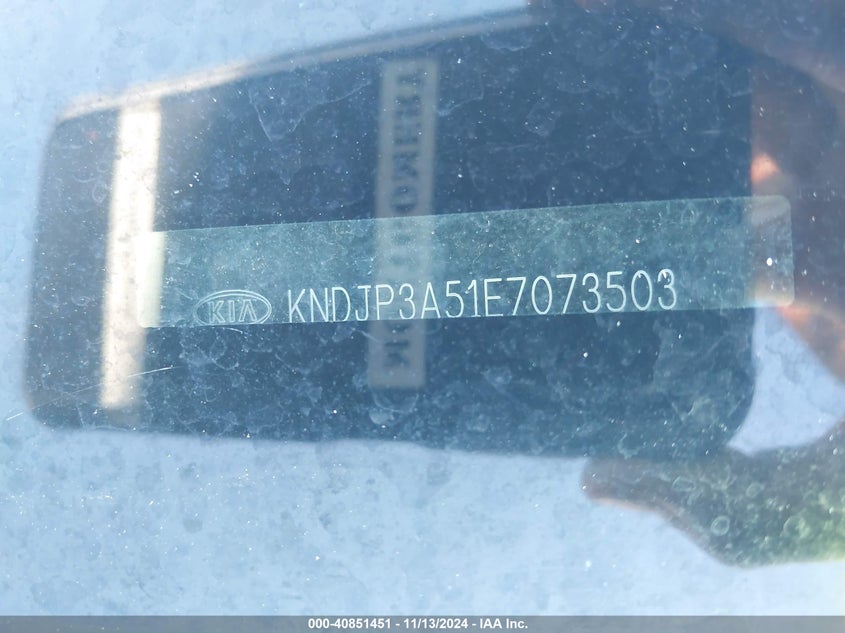 KIA KNDJP3A51E7073503
000-40851451 - 11/13/2024 - IAA Inc.